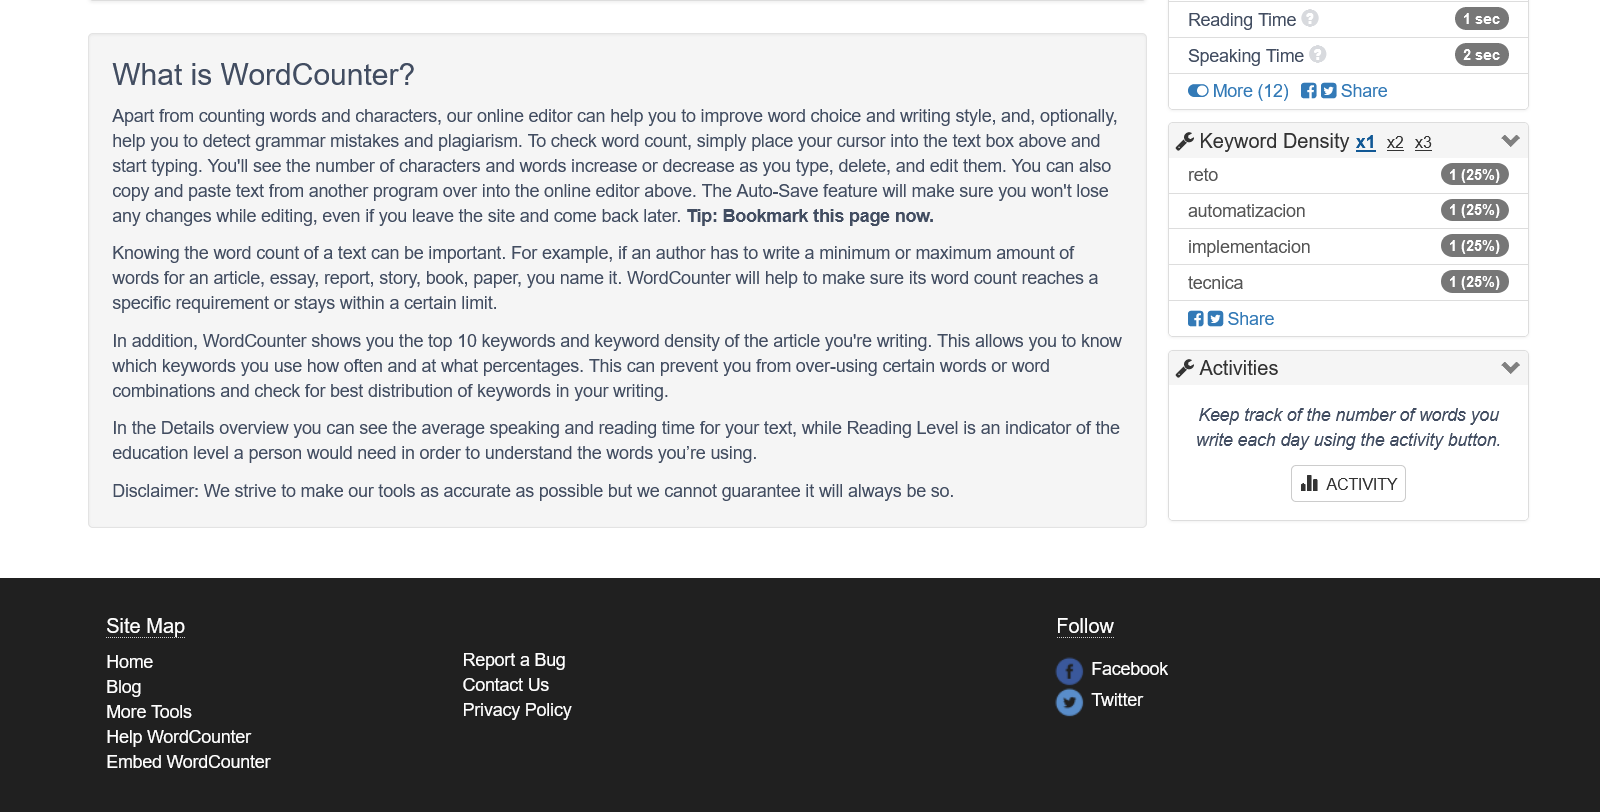 What is WordCounter?
Apart from counting words and characters, our online editor can help you to improve word choice and writing style, and, optionally,
help you to detect grammar mistakes and plagiarism. To check word count, simply place your cursor into the text box above and
start typing. You'll see the number of characters and words increase or decrease as you type, delete, and edit them. You can also
copy and paste text from another program over into the online editor above. The Auto-Save feature will make sure you won't lose
any changes while editing, even if you leave the site and come back later. Tip: Bookmark this page now.
Knowing the word count of a text can be important. For example, if an author has to write a minimum or maximum amount of
words for an article, essay, report, story, book, paper, you name it. WordCounter will help to make sure its word count reaches a
specific requirement or stays within a certain limit.
In addition, WordCounter shows you the top 10 keywords and keyword density of the article you're writing. This allows you to know
which keywords you use how often and at what percentages. This can prevent you from over-using certain words or word
combinations and check for best distribution of keywords in your writing.
In the Details overview you can see the average speaking and reading time for your text, while Reading Level is an indicator of the
education level a person would need in order to understand the words you’re using.
Disclaimer: We strive to make our tools as accurate as possible but we cannot guarantee it will always be so.
Reading Time ? 1 sec
Speaking Time ? 2 sec
More (12) Share
Keyword Density x1 x2 x3
reto 1 (25%)
automatizacion 1 (25%)
implementacion 1 (25%)
tecnica 1 (25%)
Share
Activities
Keep track of the number of words you
write each day using the activity button.
ACTIVITY
Site Map
Home
Blog
More Tools
Help WordCounter
Embed WordCounter
Report a Bug
Contact Us
Privacy Policy
Follow
Facebook
Twitter